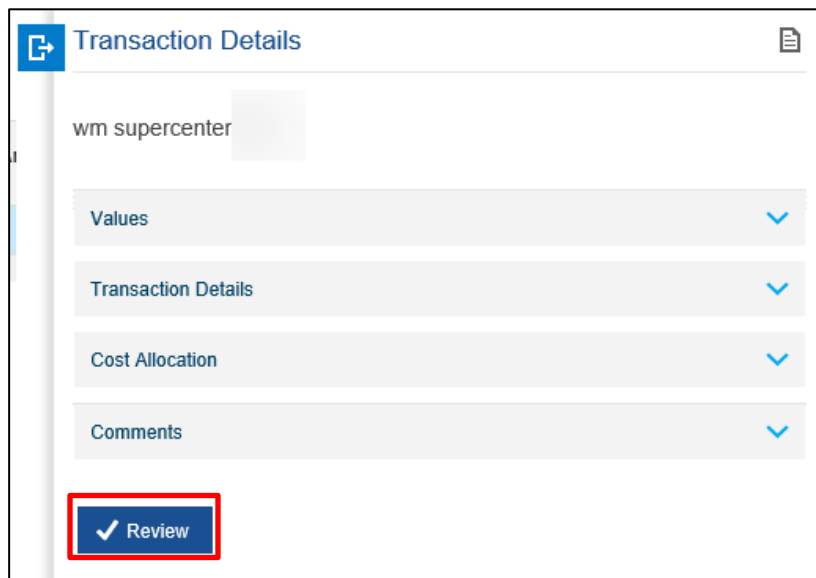 Transaction Details
wm supercenter
Values
Transaction Details
Cost Allocation
Comments
Review